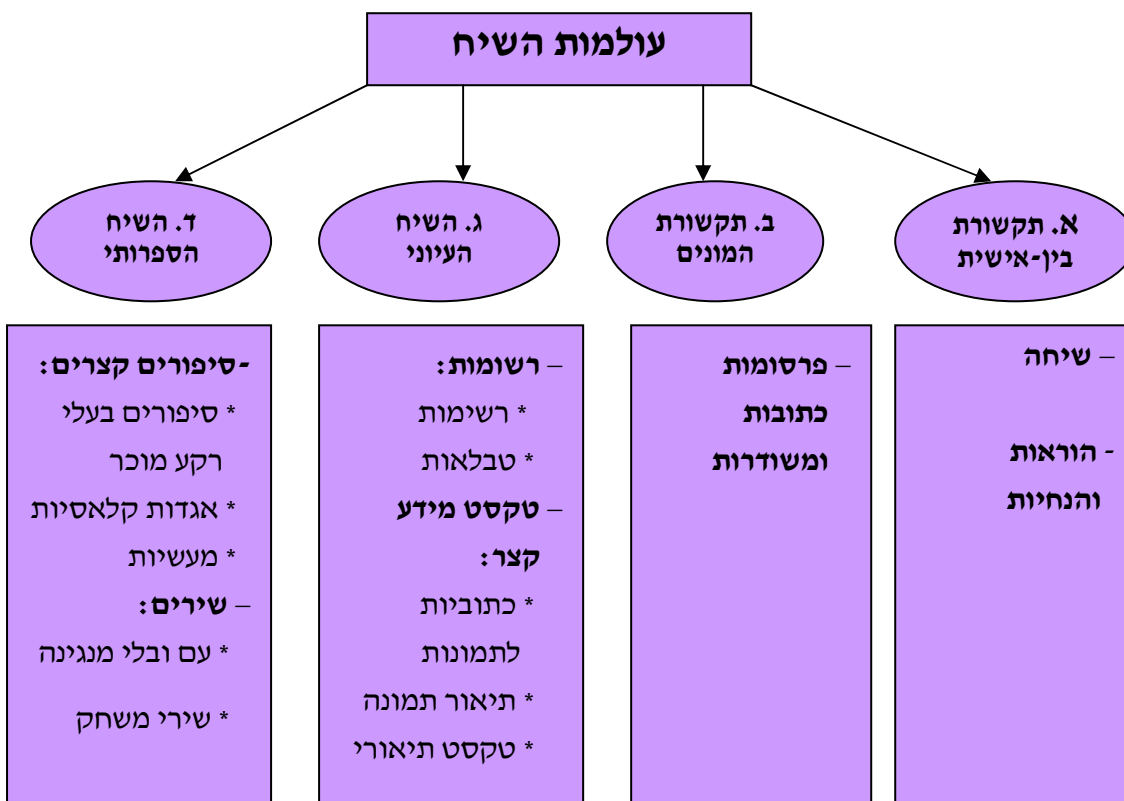 עולמות השיח
א. תקשורת
בין-אישית
ב. תקשורת
המונים
ג. השיח
העיוני
ד. השיח
הספרותי
– שיחה
- הוראות
והנחיות
– פרסומות
כתובות
ומשודרות
– רשומות:
* רשימות
* טבלאות
– טקסט מידע
קצר:
* כתוביות
לתמונות
* תיאור תמונה
* טקסט תיאורי
-סיפורים קצרים:
* סיפורים בעלי
רקע מוכר
* אגדות קלאסיות
* מעשיות
– שירים:
* עם ובלי מנגינה
* שירי משחק